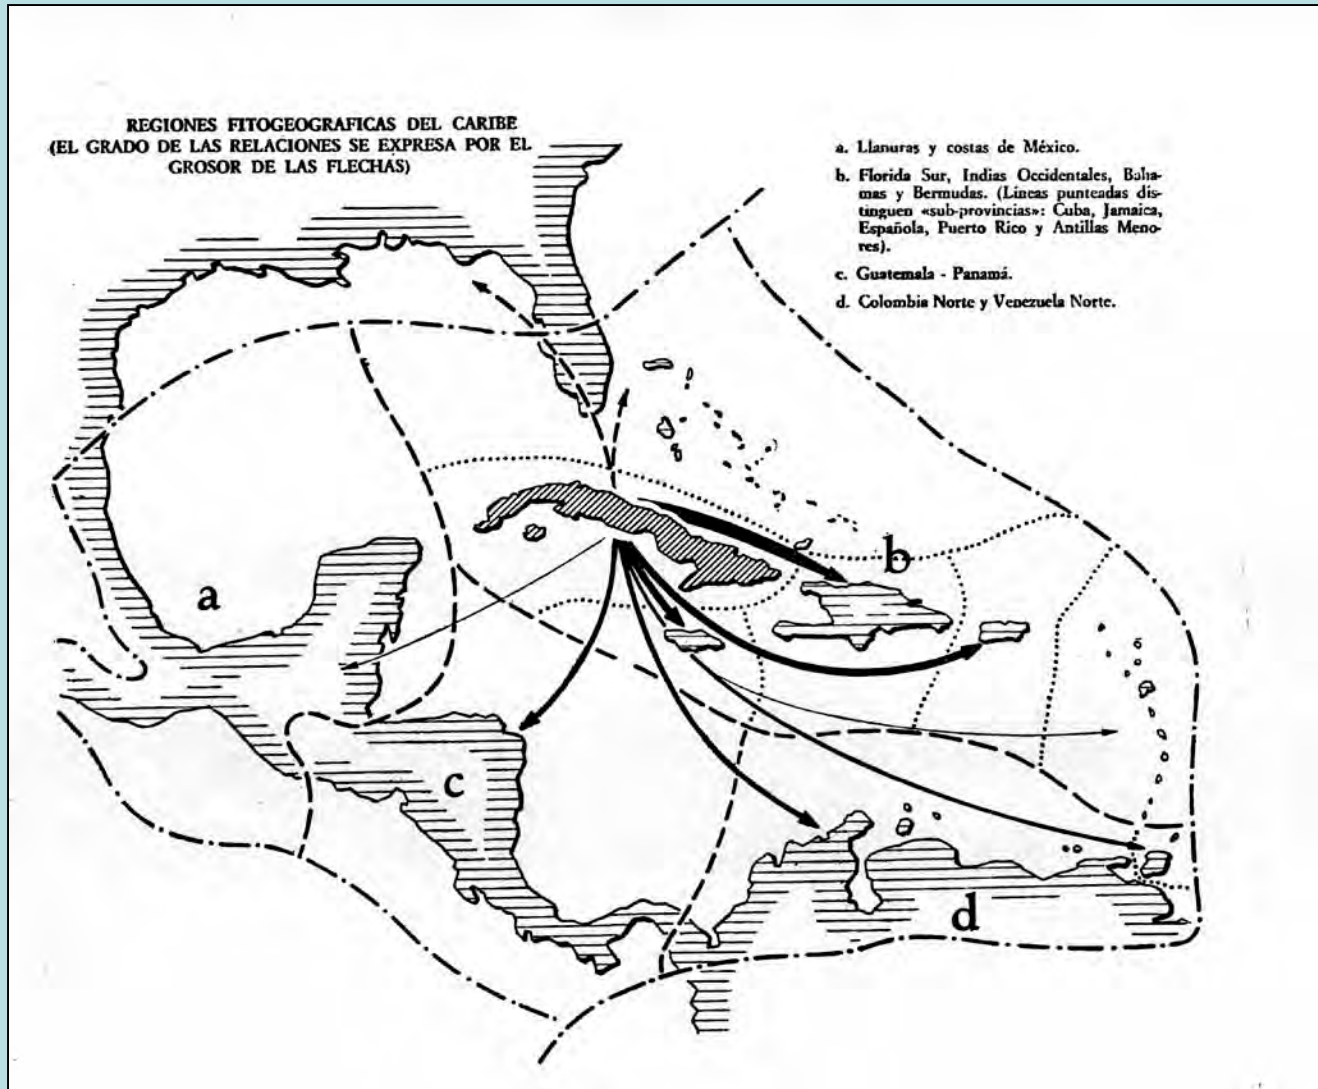 REGIONES FITOGEOGRAFICAS DEL CARIBE
(EL GRADO DE LAS RELACIONES SE EXPRESA POR EL
GROSOR DE LAS FLECHAS)
a. Llanuras y costas de México.
b. Florida Sur, Indias Occidentales, Baha-
mas y Bermudas. (Líneas punteadas dis-
tinguen «sub-provincias»: Cuba, Jamaica,
Española, Puerto Rico y Antillas Meno-
res).
c. Guatemala - Panamá.
d. Colombia Norte y Venezuela Norte.
b
a
c
d